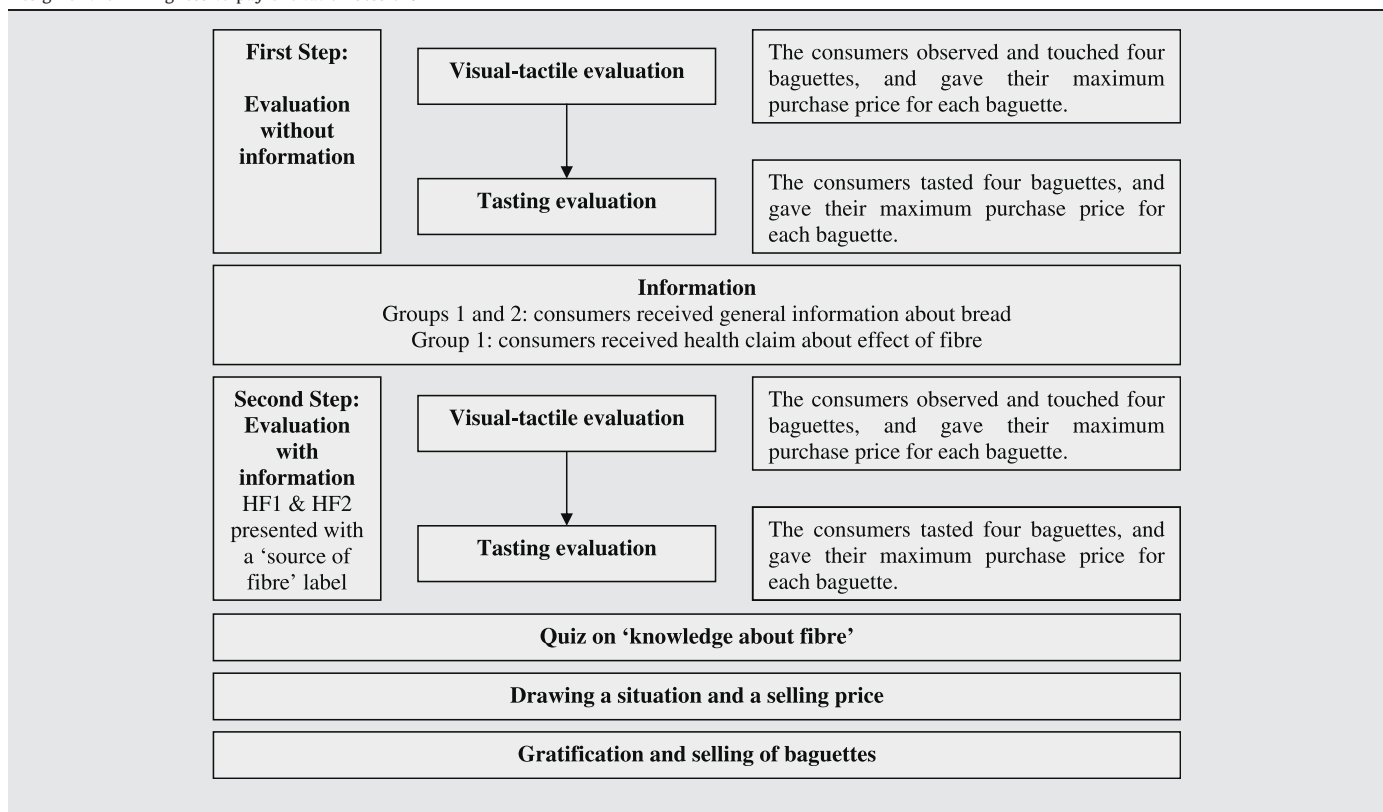 First Step:
Evaluation
without
information
Visual-tactile evaluation
The consumers observed and touched four
baguettes, and gave their maximum
purchase price for each baguette.
Tasting evaluation
The consumers tasted four baguettes, and
gave their maximum purchase price for
each baguette.
Information
Groups 1 and 2: consumers received general information about bread
Group 1: consumers received health claim about effect of fibre
Second Step:
Evaluation
with
information
HF1 & HF2
presented with
a ‘source of
fibre’ label
Visual-tactile evaluation
The consumers observed and touched four
baguettes, and gave their maximum
purchase price for each baguette.
Tasting evaluation
The consumers tasted four baguettes, and
gave their maximum purchase price for
each baguette.
Quiz on ‘knowledge about fibre’
Drawing a situation and a selling price
Gratification and selling of baguettes